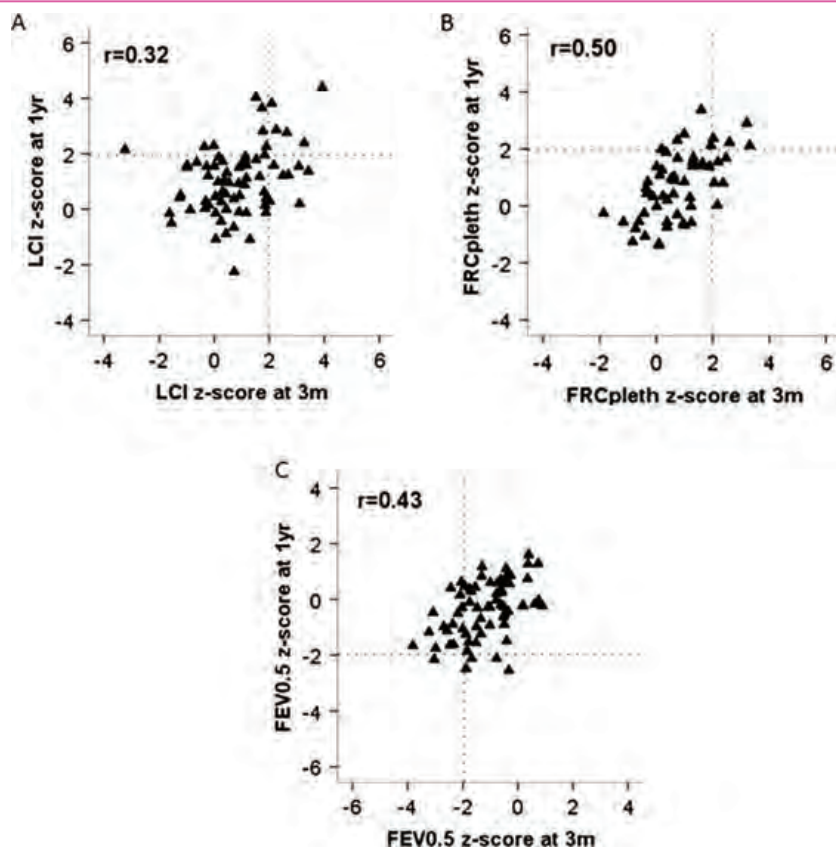 A
r=0.32
LCI z-score at 1yr
6
4
2
0
-2
-4
-4 -2 0 2 4 6
LCI z-score at 3m
B
r=0.50
FRCpleth z-score at 1yr
6
4
2
0
-2
-4
-4 -2 0 2 4 6
FRCpleth z-score at 3m
C
r=0.43
FEV0.5 z-score at 1yr
4
2
0
-2
-4
-6
-6 -4 -2 0 2 4
FEV0.5 z-score at 3m